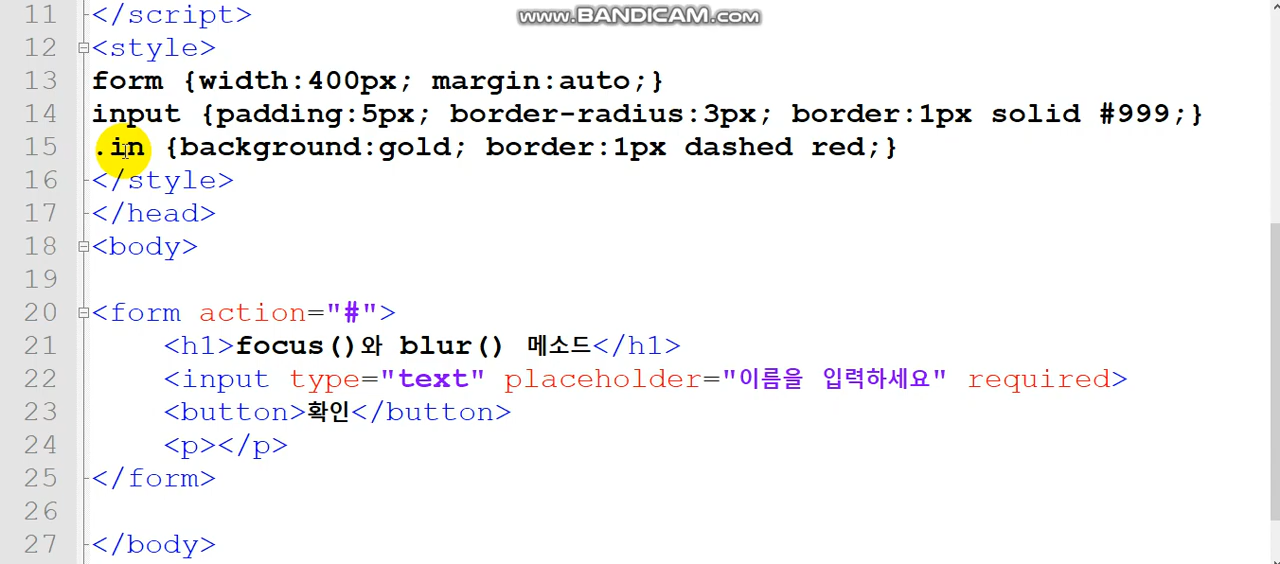 www.BANDICAM.com
11 </script>
12 <style>
13 form {width:400px; margin:auto;}
14 input {padding:5px; border-radius:3px; border:1px solid #999;}
15 .in {background:gold; border:1px dashed red;}
16 </style>
17 </head>
18 <body>
19
20 <form action="#">
21 <h1>focus()와 blur() 메소드</h1>
22 <input type="text" placeholder="이름을 입력하세요" required>
23 <button>확인</button>
24 <p></p>
25 </form>
26
27 </body>